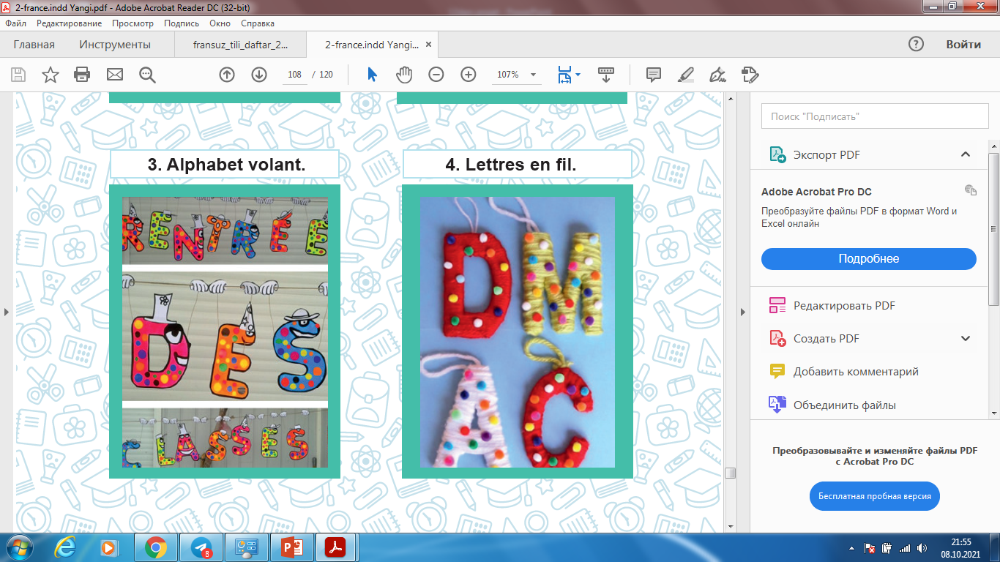 2-france.indd Yangi.pdf - Adobe Acrobat Reader DC (32-bit)
Файл Редактирование Просмотр Подпись Окно Справка
Главная Инструменты fransuz_tili_daftar_2... 2-france.indd Yangi... × ? Войти
108 / 120 107%
3. Alphabet volant.
4. Lettres en fil.
RENTRÉE
DES
CLASSES
D M
A C
Поиск "Подписать"
Экспорт PDF
Adobe Acrobat Pro DC
Преобразуйте файлы PDF в формат Word и
Excel онлайн
Подробнее
Редактировать PDF
Создать PDF
Добавить комментарий
Объединить файлы
Преобразовывайте и изменяйте файлы PDF
с Acrobat Pro DC
Бесплатная пробная версия
8
21:55
08.10.2021